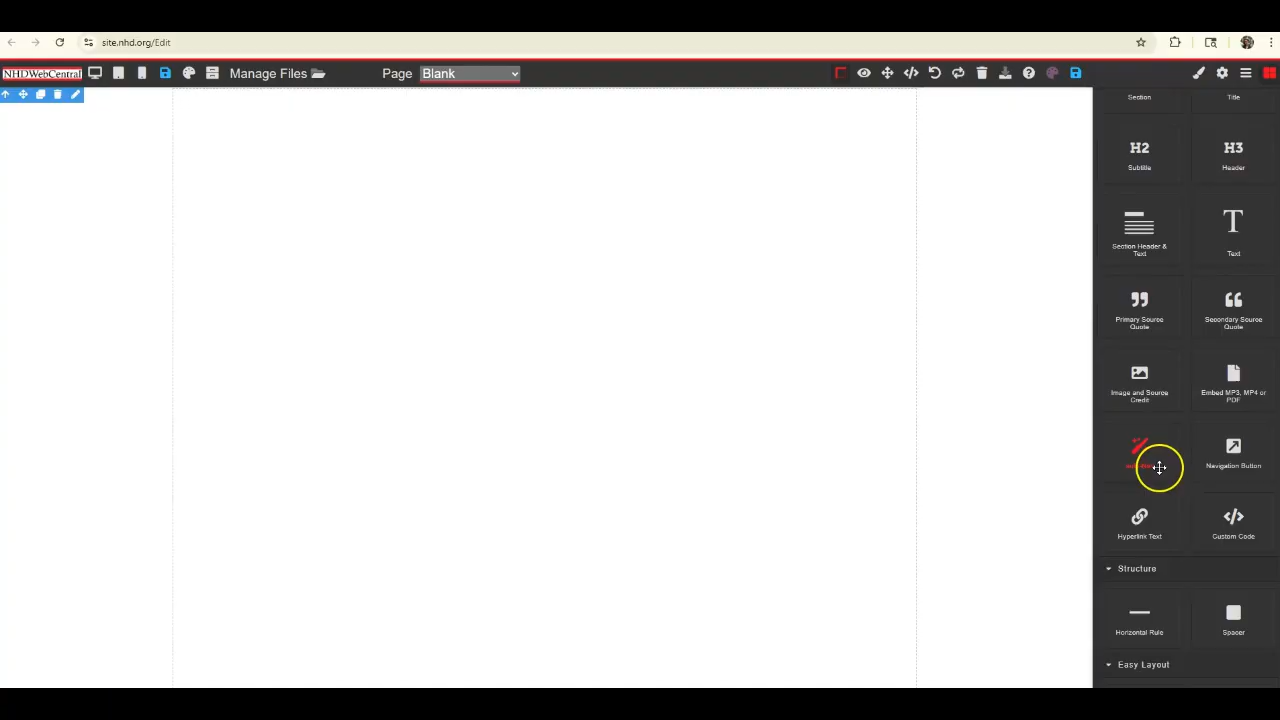 site.nhd.org/Edit
NHDWebCentral
Manage Files
Page
Blank
Section
Title
H2
H3
Subtitle
Header
T
Section Header &
Text
Text
Primary Source
Quote
Secondary Source
Quote
Image and Source
Credit
Embed MP3, MP4 or
PDF
Navigation Button
Hyperlink Text
Custom Code
Structure
Horizontal Rule
Spacer
Easy Layout